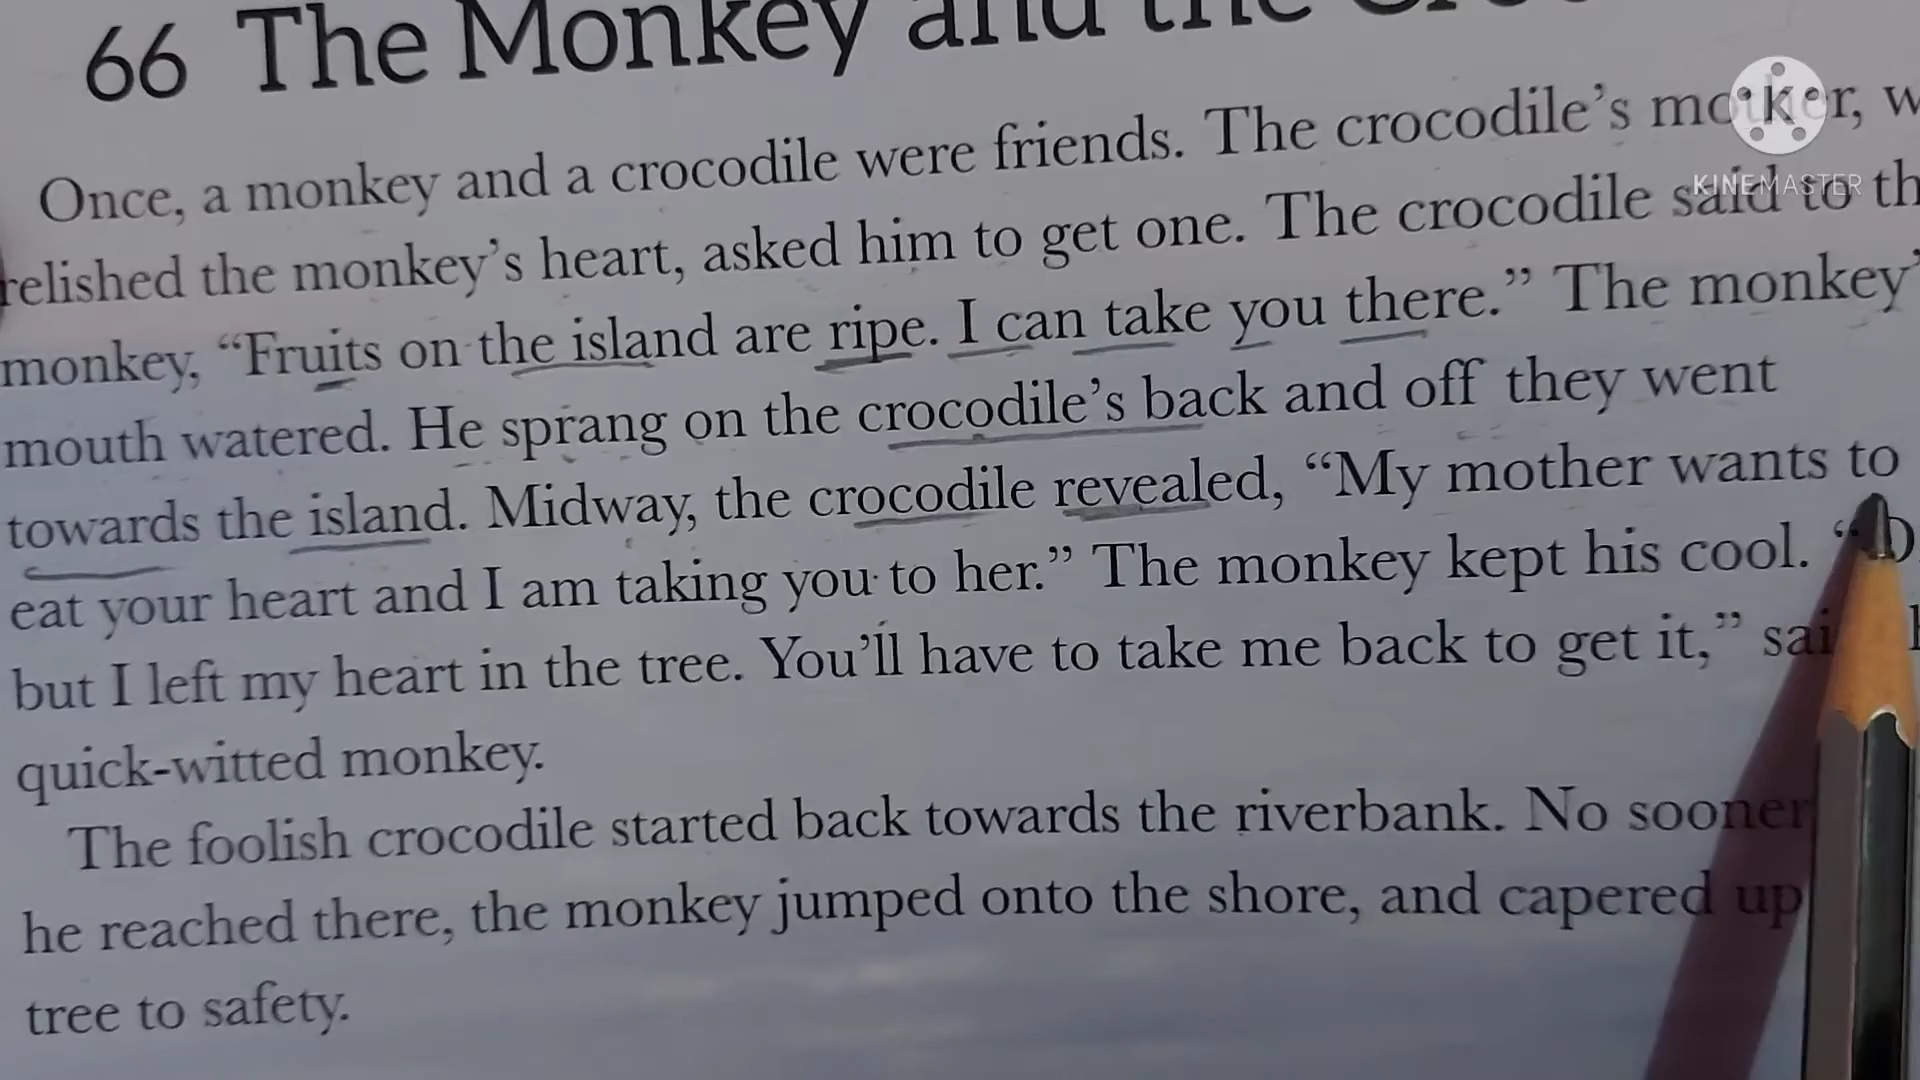 66 The Monkey and the
Once, a monkey and a crocodile were friends. The crocodile's mother,
relished the monkey's heart, asked him to get one. The crocodile said to
monkey, “Fruits on the island are ripe. I can take you there.” The monkey'
mouth watered. He sprang on the crocodile's back and off they went
towards the island. Midway, the crocodile revealed, “My mother wants to
eat your heart and I am taking you to her.” The monkey kept his cool. “
but I left my heart in the tree. You'll have to take me back to get it,”
quick-witted monkey.
The foolish crocodile started back towards the riverbank. No sooner
he reached there, the monkey jumped onto the shore, and capered up
tree to safety.
KINEMASTER